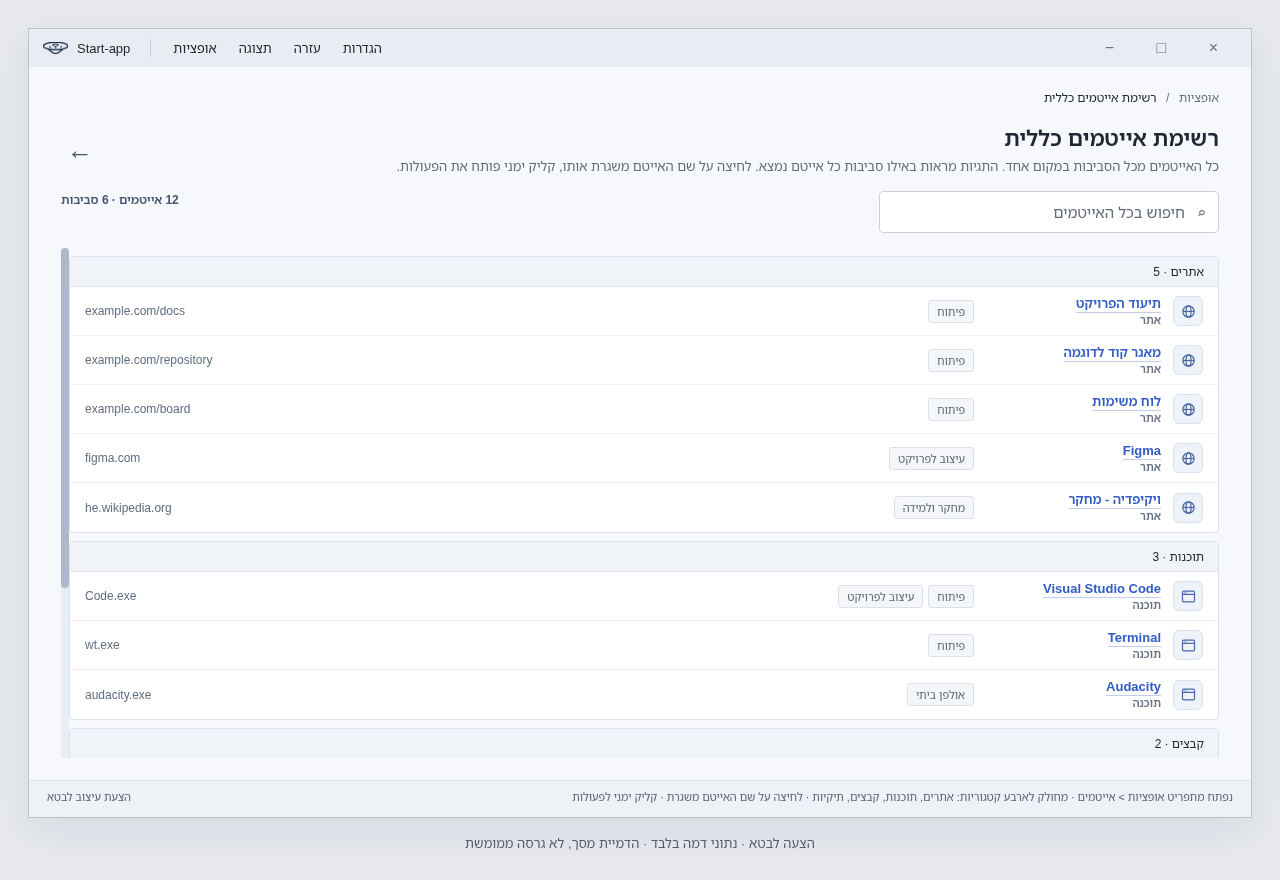 Start-app
אופציות
תצוגה
עזרה
הגדרות
− □ ×
אופציות / רשימת אייטמים כללית
רשימת אייטמים כללית
←
כל האייטמים מכל הסביבות במקום אחד. התגיות מראות באילו סביבות כל אייטם נמצא. לחיצה על שם האייטם משגרת אותו, קליק ימני פותח את הפעולות.
חיפוש בכל האייטמים
12 אייטמים · 6 סביבות
אתרים · 5
תיעוד הפרויקט
אתר
פיתוח
example.com/docs
מאגר קוד לדוגמה
אתר
פיתוח
example.com/repository
לוח משימות
אתר
פיתוח
example.com/board
Figma
אתר
עיצוב לפרויקט
figma.com
ויקיפדיה - מחקר
אתר
מחקר ולמידה
he.wikipedia.org
תוכנות · 3
Visual Studio Code
תוכנה
פיתוח
עיצוב לפרויקט
Code.exe
Terminal
תוכנה
פיתוח
wt.exe
Audacity
תוכנה
אולפן ביתי
audacity.exe
קבצים · 2
נפתח מתפריט אופציות > אייטמים · מחולק לארבע קטגוריות: אתרים, תוכנות, קבצים, תיקיות · לחיצה על שם האייטם משגרת · קליק ימני לפעולות
הצעת עיצוב לבטא
הצעה לבטא · נתוני דמה בלבד · הדמיית מסך, לא גרסה ממומשת